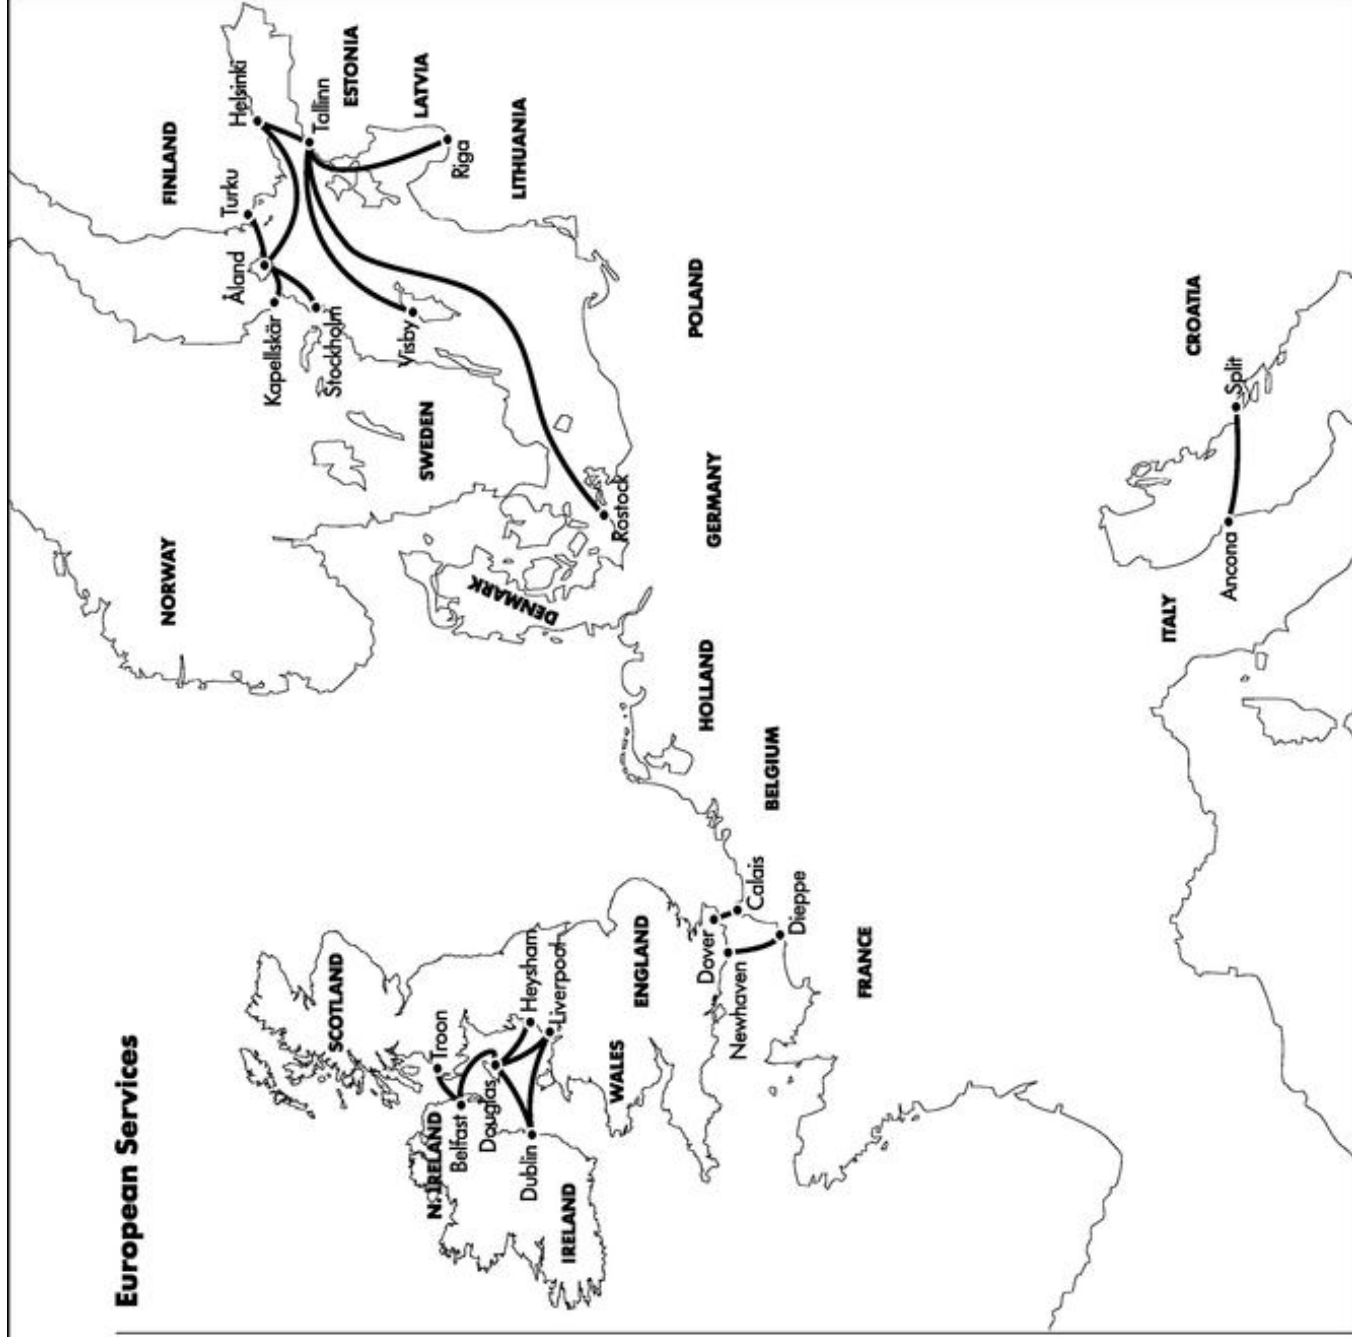 European Services
NORWAY
FINLAND
Helsinki
Turku
Åland
Tallinn
ESTONIA
LATVIA
Kapellskär
Stockholm
Visby
Riga
LITHUANIA
SWEDEN
DENMARK
Rostock
POLAND
GERMANY
HOLLAND
BELGIUM
SCOTLAND
Troon
N. IRELAND
Belfast
Douglas
Heysham
Liverpool
Dublin
IRELAND
WALES
ENGLAND
Dover
Calais
Newhaven
Dieppe
FRANCE
ITALY
CROATIA
Ancona
Split